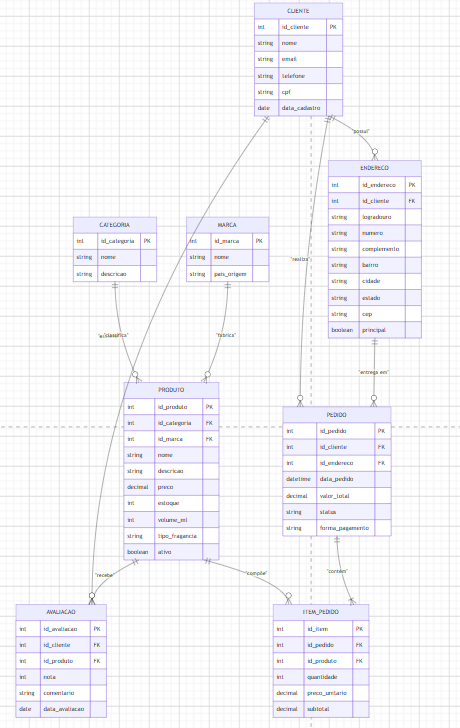 CLIENTE
int id_cliente PK
string nome
string email
string telefone
string cpf
date data_cadastro
"possui"
ENDERECO
int id_endereco PK
int id_cliente FK
string logradouro
string numero
string complemento
string bairro
string cidade
string estado
string cep
boolean principal
CATEGORIA
int id_categoria PK
string nome
string descricao
MARCA
int id_marca PK
string nome
string pais_origem
"realiza"
"classifica"
"fabrica"
"entrega em"
PRODUTO
int id_produto PK
int id_categoria FK
int id_marca FK
string nome
string descricao
decimal preco
int estoque
int volume_ml
string tipo_fragancia
boolean ativo
PEDIDO
int id_pedido PK
int id_cliente FK
int id_endereco FK
datetime data_pedido
decimal valor_total
string status
string forma_pagamento
"recebe"
"compõe"
"contém"
AVALIACAO
int id_avaliacao PK
int id_cliente FK
int id_produto FK
int nota
string comentario
date data_avaliacao
ITEM_PEDIDO
int id_item PK
int id_pedido FK
int id_produto FK
int quantidade
decimal preco_unitario
decimal subtotal